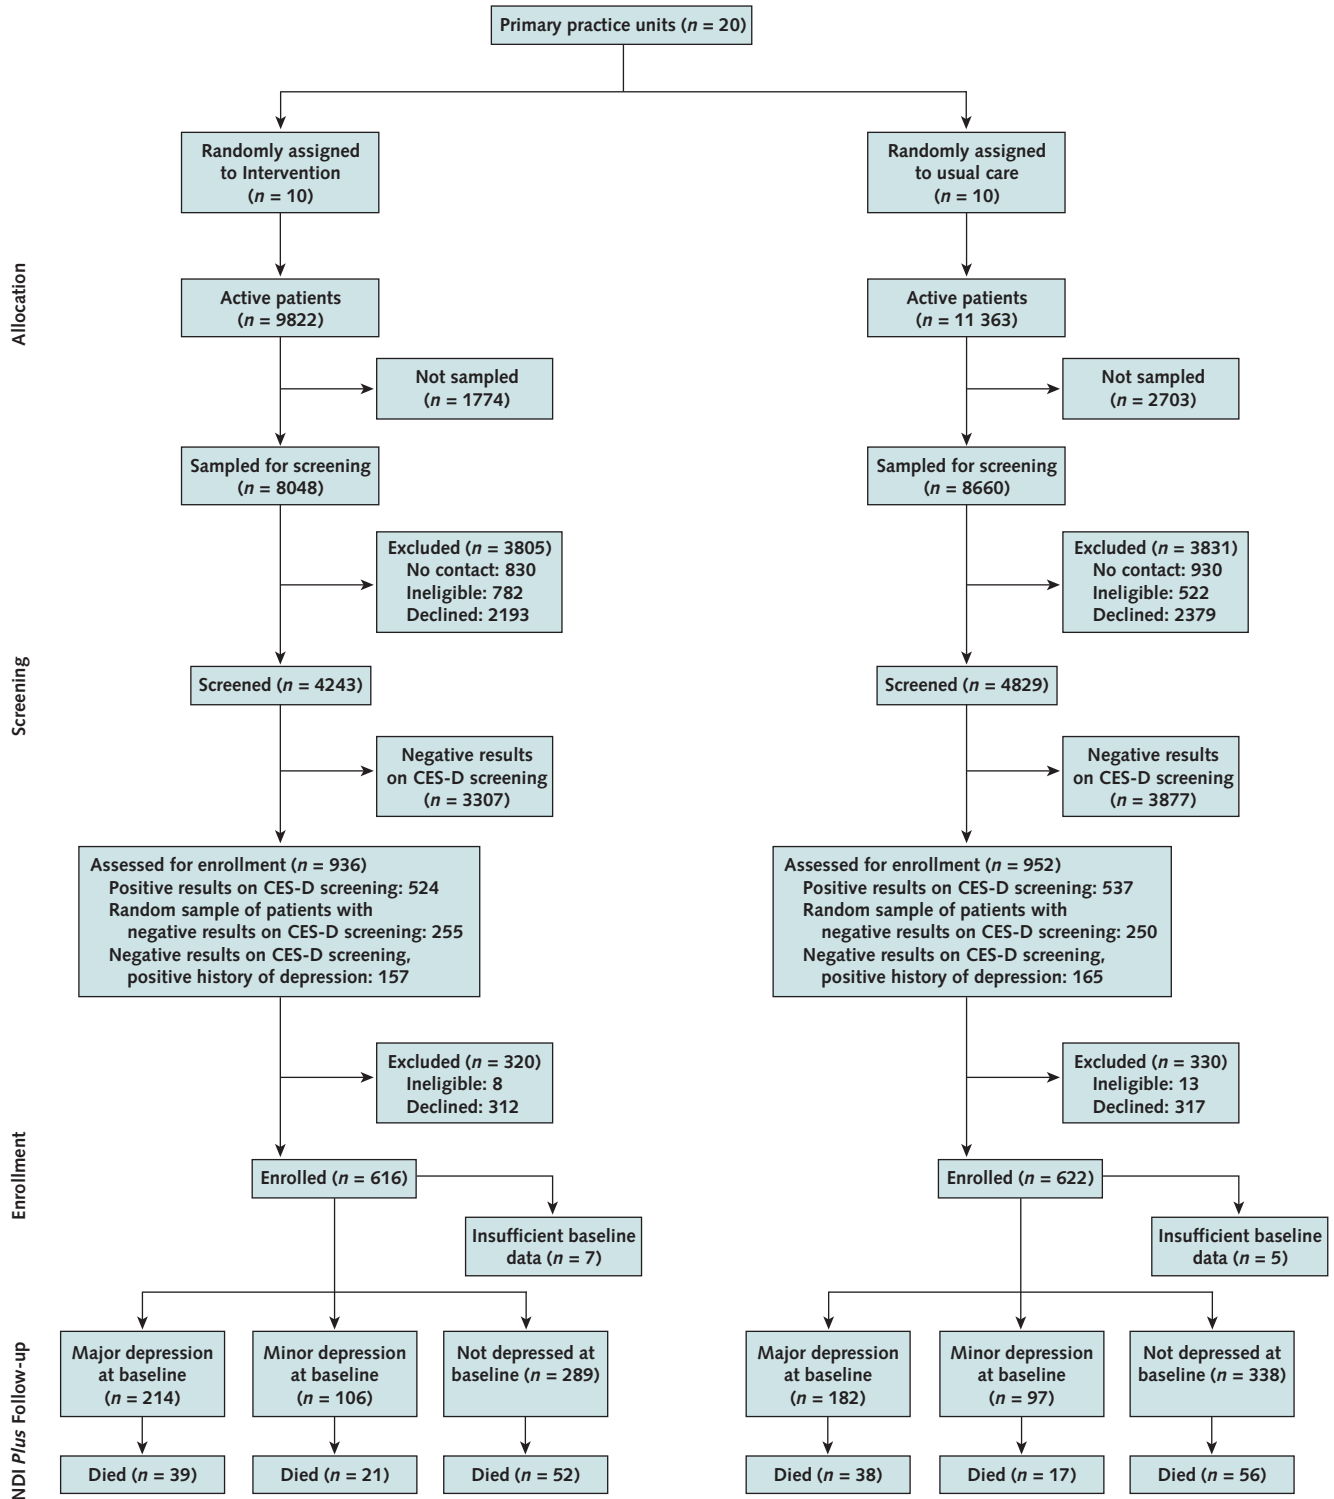 Primary practice units (n = 20)
Randomly assigned
to Intervention
(n = 10)
Randomly assigned
to usual care
(n = 10)
Allocation
Active patients
(n = 9822)
Active patients
(n = 11 363)
Not sampled
(n = 1774)
Not sampled
(n = 2703)
Sampled for screening
(n = 8048)
Sampled for screening
(n = 8660)
Excluded (n = 3805)
No contact: 830
Ineligible: 782
Declined: 2193
Excluded (n = 3831)
No contact: 930
Ineligible: 522
Declined: 2379
Screening
Screened (n = 4243)
Screened (n = 4829)
Negative results
on CES-D screening
(n = 3307)
Negative results
on CES-D screening
(n = 3877)
Assessed for enrollment (n = 936)
Positive results on CES-D screening: 524
Random sample of patients with
negative results on CES-D screening: 255
Negative results on CES-D screening,
positive history of depression: 157
Assessed for enrollment (n = 952)
Positive results on CES-D screening: 537
Random sample of patients with
negative results on CES-D screening: 250
Negative results on CES-D screening,
positive history of depression: 165
Excluded (n = 320)
Ineligible: 8
Declined: 312
Excluded (n = 330)
Ineligible: 13
Declined: 317
Enrollment
Enrolled (n = 616)
Enrolled (n = 622)
Insufficient baseline
data (n = 7)
Insufficient baseline
data (n = 5)
NDI Plus Follow-up
Major depression
at baseline
(n = 214)
Minor depression
at baseline
(n = 106)
Not depressed at
baseline (n = 289)
Major depression
at baseline
(n = 182)
Minor depression
at baseline
(n = 97)
Not depressed at
baseline (n = 338)
Died (n = 39)
Died (n = 21)
Died (n = 52)
Died (n = 38)
Died (n = 17)
Died (n = 56)